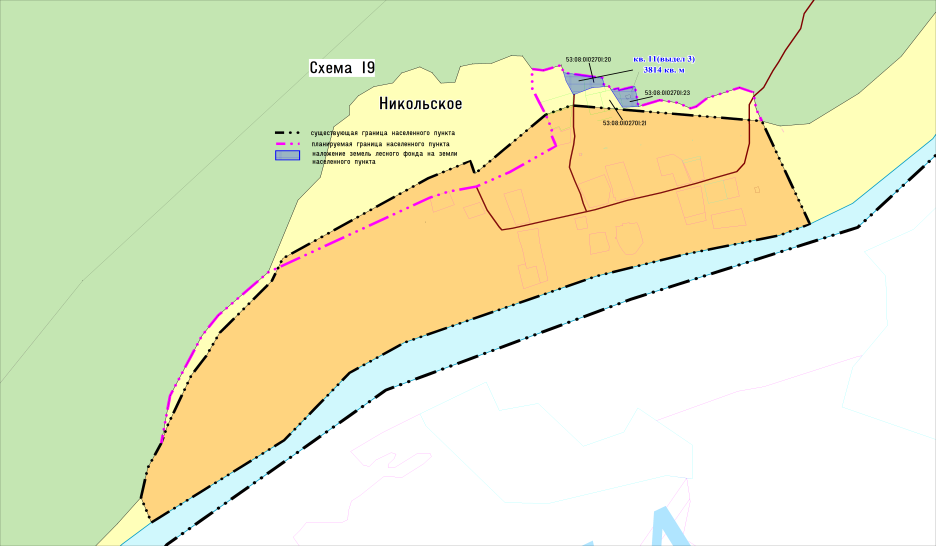 Схема 19
Никольское
53:08:0102701:20
кв. 11(выдел 3)
3814 кв. м
53:08:0102701:23
53:08:0102701:21
существующая граница населенного пункта
планируемая граница населенного пункта
наложение земель лесного фонда на земли
населенного пункта